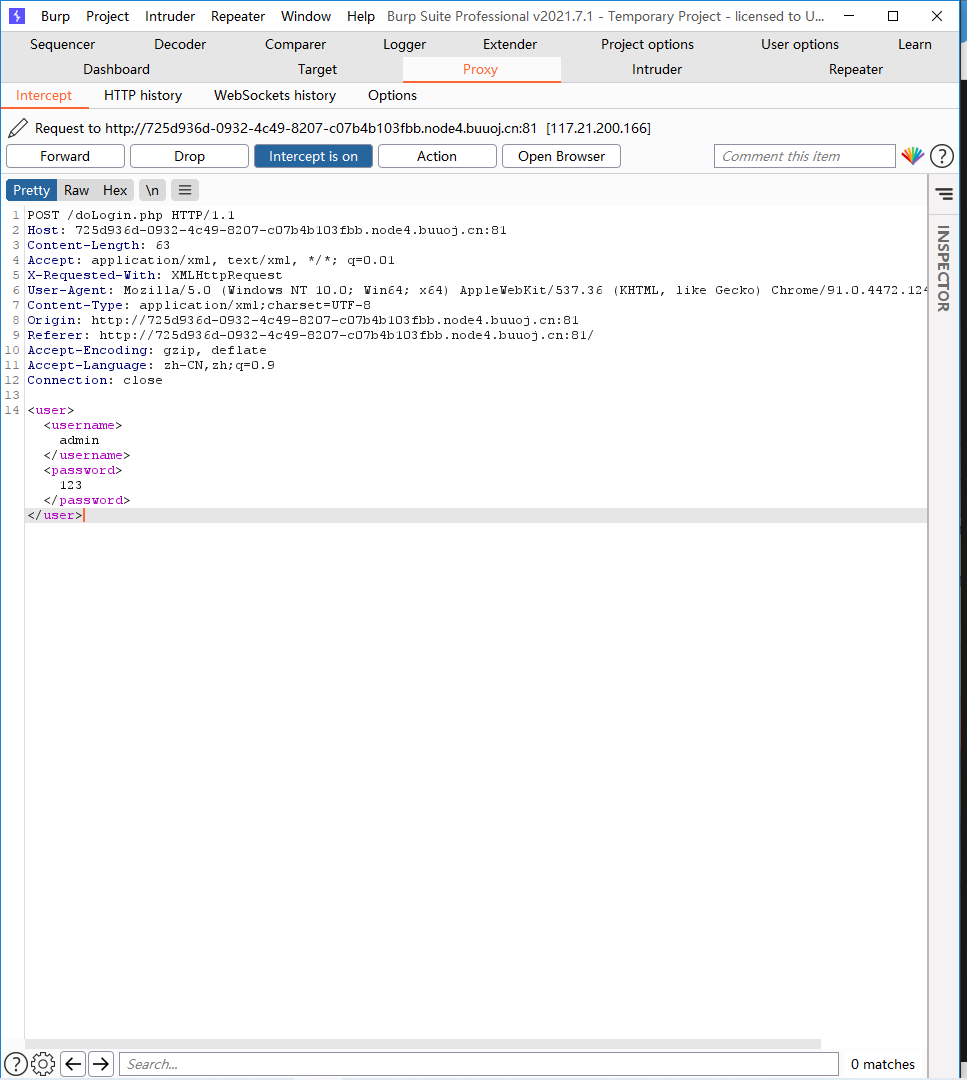 Burp Project Intruder Repeater Window Help Burp Suite Professional v2021.7.1 - Temporary Project - licensed to U...
Sequencer Decoder Comparer Logger Extender Project options User options Learn
Dashboard Target Proxy Intruder Repeater
Intercept HTTP history WebSockets history Options
Request to http://725d936d-0932-4c49-8207-c07b4b103fbb.node4.buuoj.cn:81 [117.21.200.166]
Forward Drop Intercept is on Action Open Browser Comment this item ?
Pretty Raw Hex \n
INSPECTOR
1 POST /doLogin.php HTTP/1.1
2 Host: 725d936d-0932-4c49-8207-c07b4b103fbb.node4.buuoj.cn:81
3 Content-Length: 63
4 Accept: application/xml, text/xml, */*; q=0.01
5 X-Requested-With: XMLHttpRequest
6 User-Agent: Mozilla/5.0 (Windows NT 10.0; Win64; x64) AppleWebKit/537.36 (KHTML, like Gecko) Chrome/91.0.4472.124
7 Content-Type: application/xml;charset=UTF-8
8 Origin: http://725d936d-0932-4c49-8207-c07b4b103fbb.node4.buuoj.cn:81
9 Referer: http://725d936d-0932-4c49-8207-c07b4b103fbb.node4.buuoj.cn:81/
10 Accept-Encoding: gzip, deflate
11 Accept-Language: zh-CN,zh;q=0.9
12 Connection: close
13
14 <user>
<username>
admin
</username>
<password>
123
</password>
</user>
? Search... 0 matches